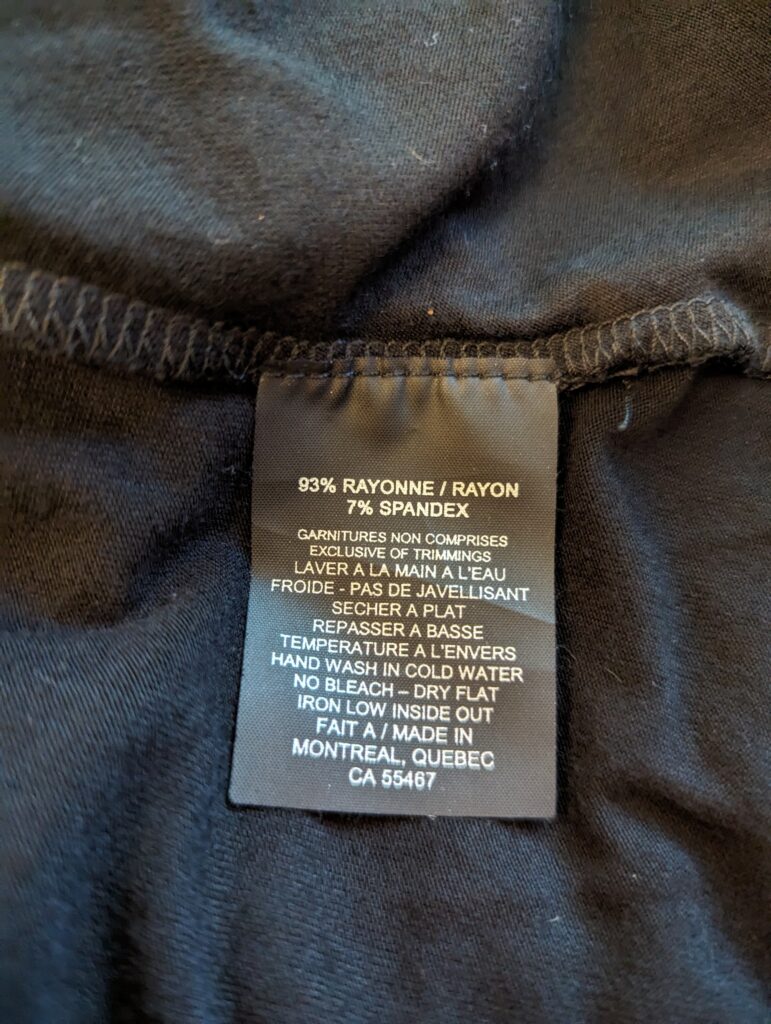 93% RAYONNE / RAYON
7% SPANDEX
GARNITURES NON COMPRISES
EXCLUSIVE OF TRIMMINGS
LAVER A LA MAIN A L'EAU
FROIDE - PAS DE JAVELLISANT
SECHER A PLAT
REPASSER A BASSE
TEMPERATURE A L'ENVERS
HAND WASH IN COLD WATER
NO BLEACH – DRY FLAT
IRON LOW INSIDE OUT
FAIT A / MADE IN
MONTREAL, QUEBEC
CA 55467